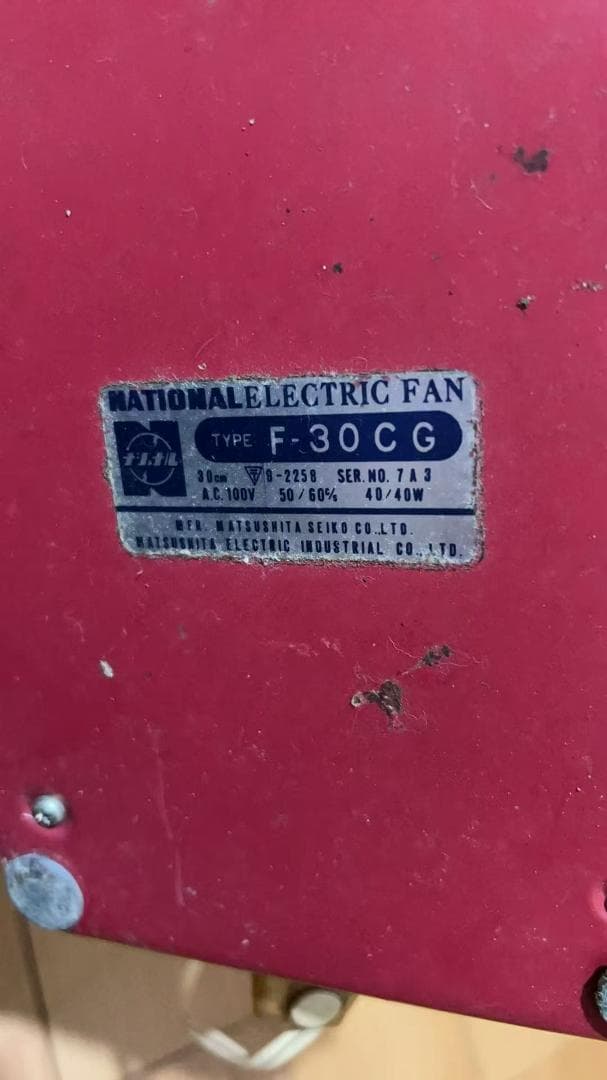 NATIONAL ELECTRIC FAN
TYPE F-30CG
ナショナル
30cm 9-2258 SER. NO. 7A3
A.C. 100V 50/60c/s 40/40W
MFR. MATSUSHITA SEIKO CO.,LTD.
MATSUSHITA ELECTRIC INDUSTRIAL CO., LTD.